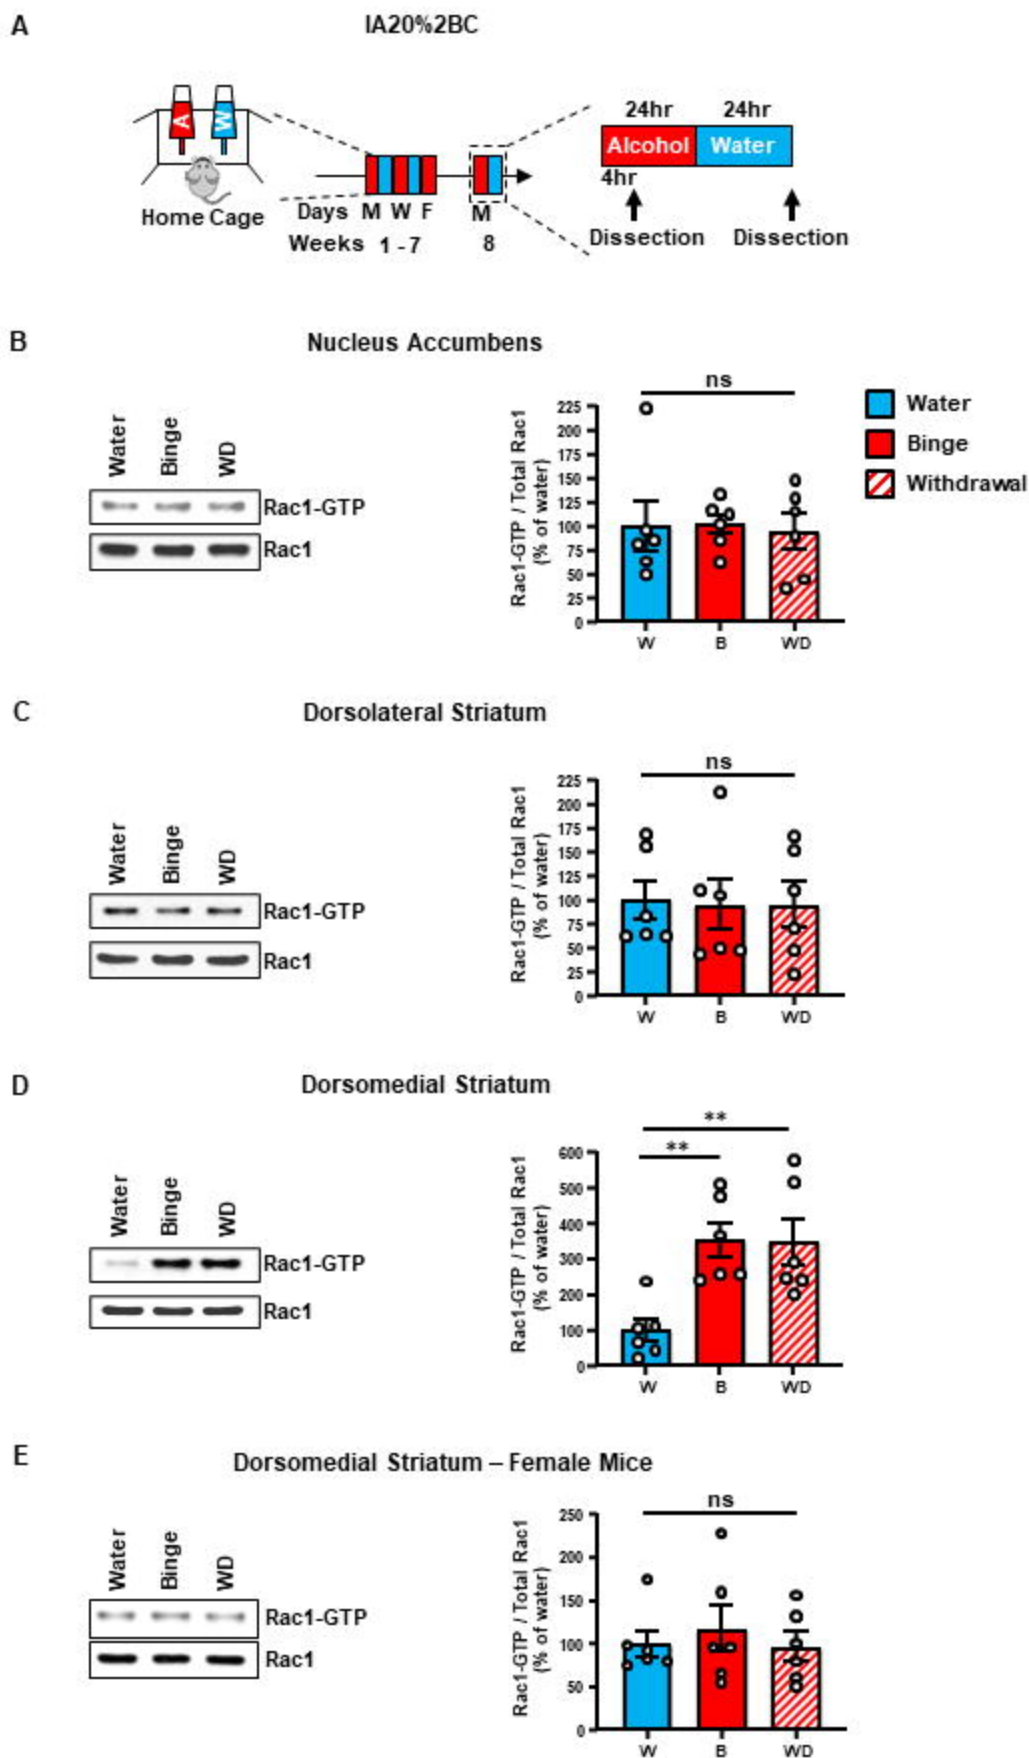 A
IA20%2BC
A
W
Home Cage
Days M W F M
Weeks 1 - 7 8
24hr 24hr
Alcohol Water
4hr
Dissection Dissection
B
Nucleus Accumbens
Water Binge WD
Rac1-GTP
Rac1
Rac1-GTP / Total Rac1
(% of water)
225
200
175
150
125
100
75
50
25
0
ns
W B WD
Water
Binge
Withdrawal
C
Dorsolateral Striatum
Water Binge WD
Rac1-GTP
Rac1
Rac1-GTP / Total Rac1
(% of water)
225
200
175
150
125
100
75
50
25
0
ns
W B WD
D
Dorsomedial Striatum
Water Binge WD
Rac1-GTP
Rac1
Rac1-GTP / Total Rac1
(% of water)
600
500
400
300
200
100
0
**
**
W B WD
E
Dorsomedial Striatum – Female Mice
Water Binge WD
Rac1-GTP
Rac1
Rac1-GTP / Total Rac1
(% of water)
250
200
150
100
50
0
ns
W B WD